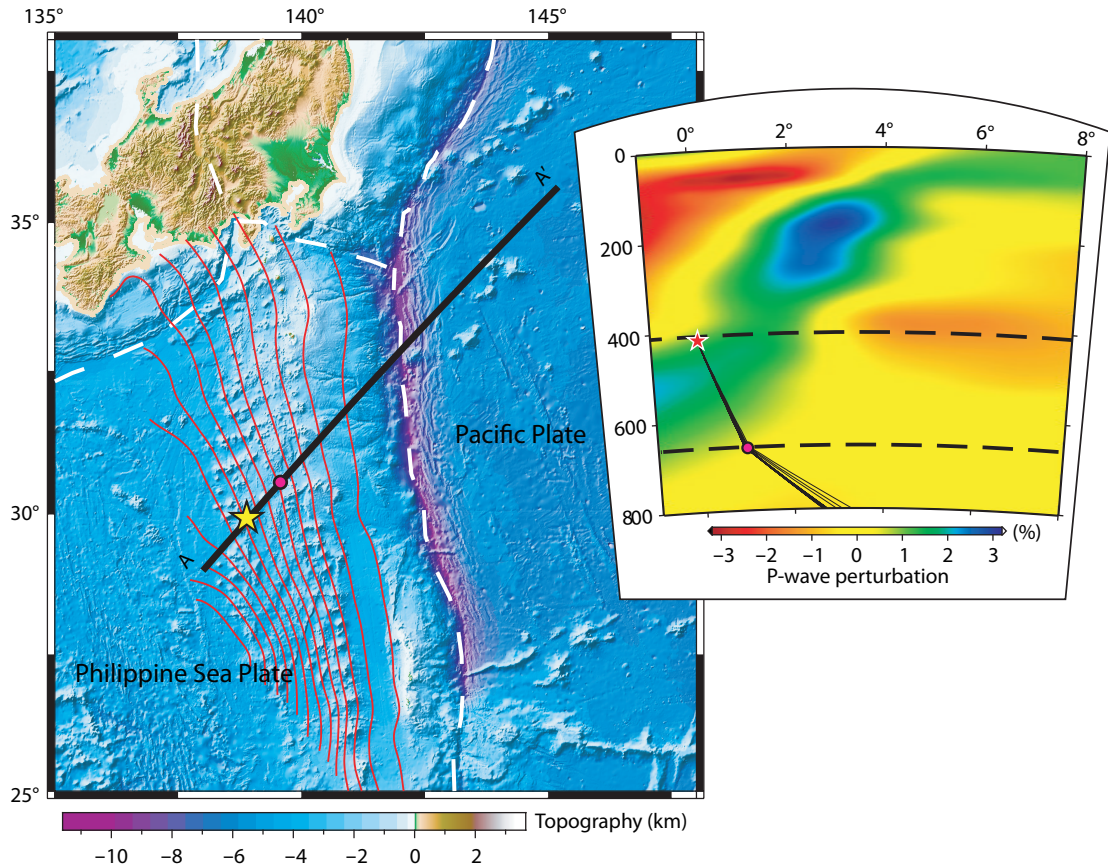 135° 140° 145°
35°
30°
25°
A'
A
Pacific Plate
Philippine Sea Plate
−10 −8 −6 −4 −2 0 2
Topography (km)
0° 2° 4° 6° 8°
0
200
400
600
800
−3 −2 −1 0 1 2 3 (%)
P-wave perturbation